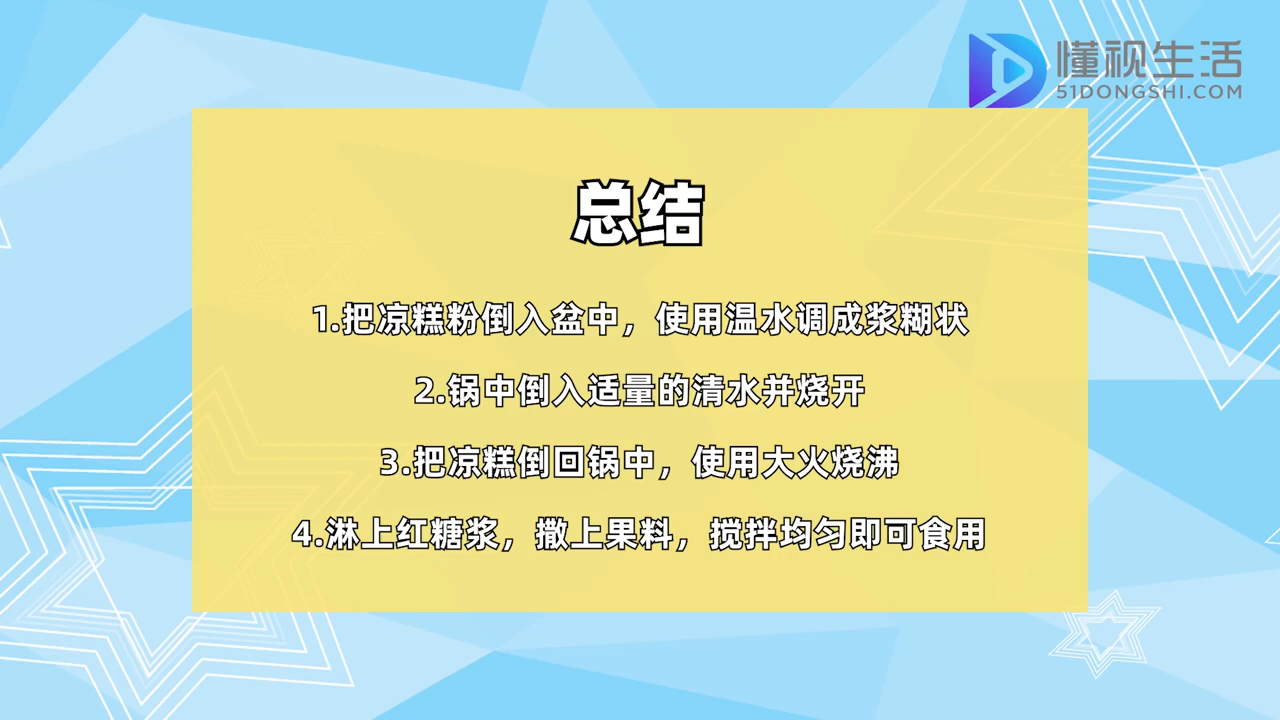 懂视生活
51DONGSHI.COM
总结
1.把凉糕粉倒入盆中，使用温水调成浆糊状
2.锅中倒入适量的清水并烧开
3.把凉糕倒回锅中，使用大火烧沸
4.淋上红糖浆，撒上果料，搅拌均匀即可食用